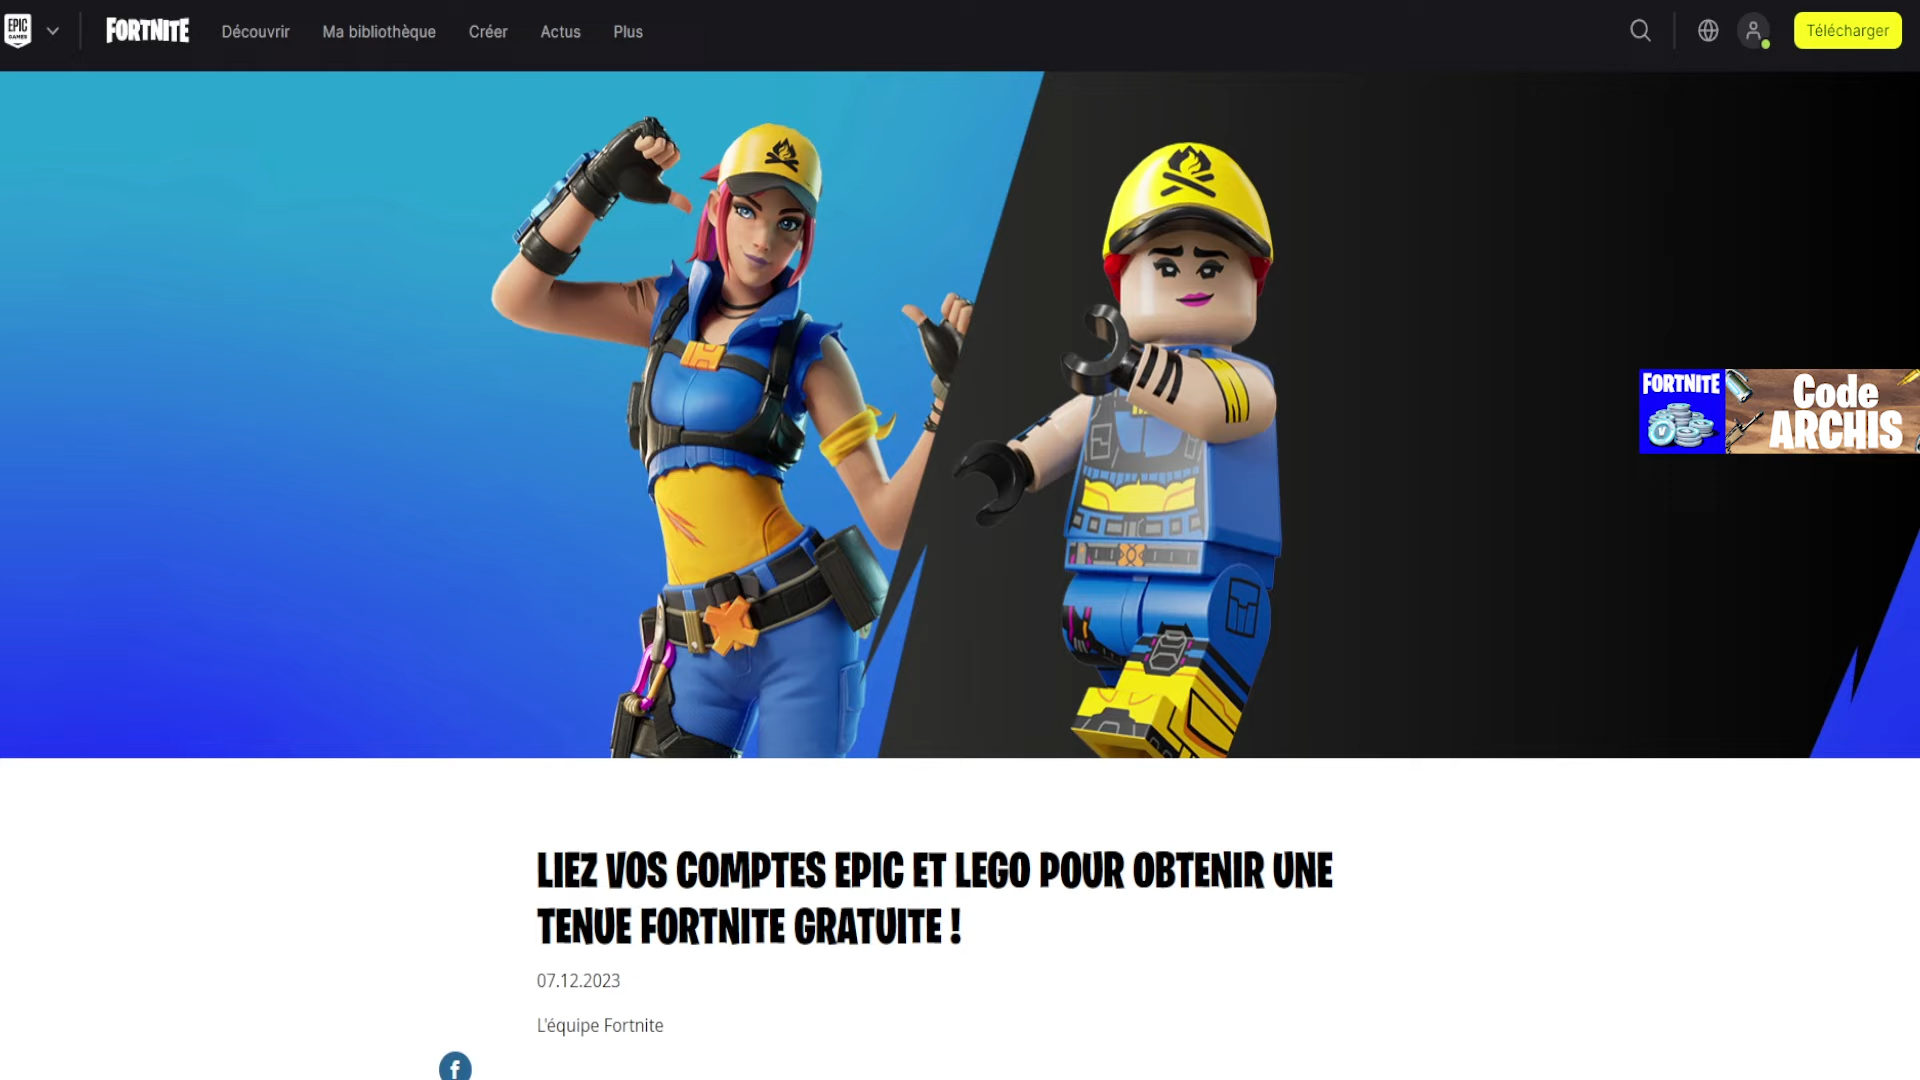 EPIC GAMES
FORTNITE
Découvrir
Ma bibliothèque
Créer
Actus
Plus
Télécharger
FORTNITE
Code
ARCHIS
LIEZ VOS COMPTES EPIC ET LEGO POUR OBTENIR UNE
TENUE FORTNITE GRATUITE !
07.12.2023
L'équipe Fortnite